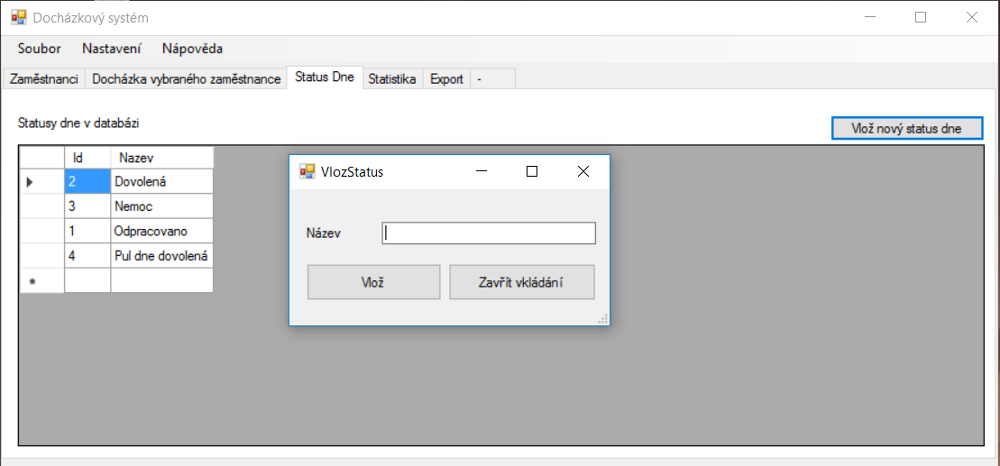 Docházkový systém
Soubor Nastavení Nápověda
Zaměstnanci Docházka vybraného zaměstnance Status Dne Statistika Export -
Statusy dne v databázi
Vlož nový status dne
Id Nazev
2 Dovolená
3 Nemoc
1 Odpracovano
4 Pul dne dovolená
*
VlozStatus
Název
Vlož Zavřít vkládání